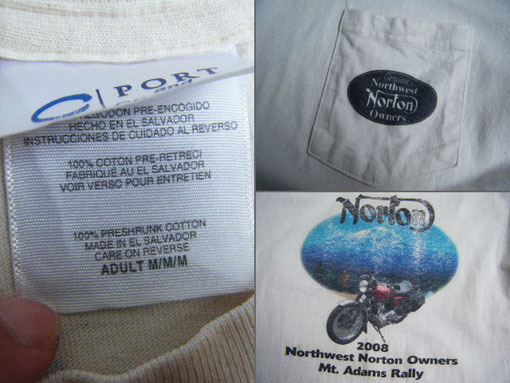 PORT
ALGODON PRE-ENCOGIDO
HECHO EN EL SALVADOR
INSTRUCCIONES DE CUIDADO AL REVERSO
100% COTON PRE-RETRECI
FABRIQUÉ AU EL SALVADOR
VOIR VERSO POUR ENTRETIEN
100% PRESHRUNK COTTON
MADE IN EL SALVADOR
CARE ON REVERSE
ADULT M/M/M
Northwest
Norton
Owners
Norton
2008
Northwest Norton Owners
Mt. Adams Rally